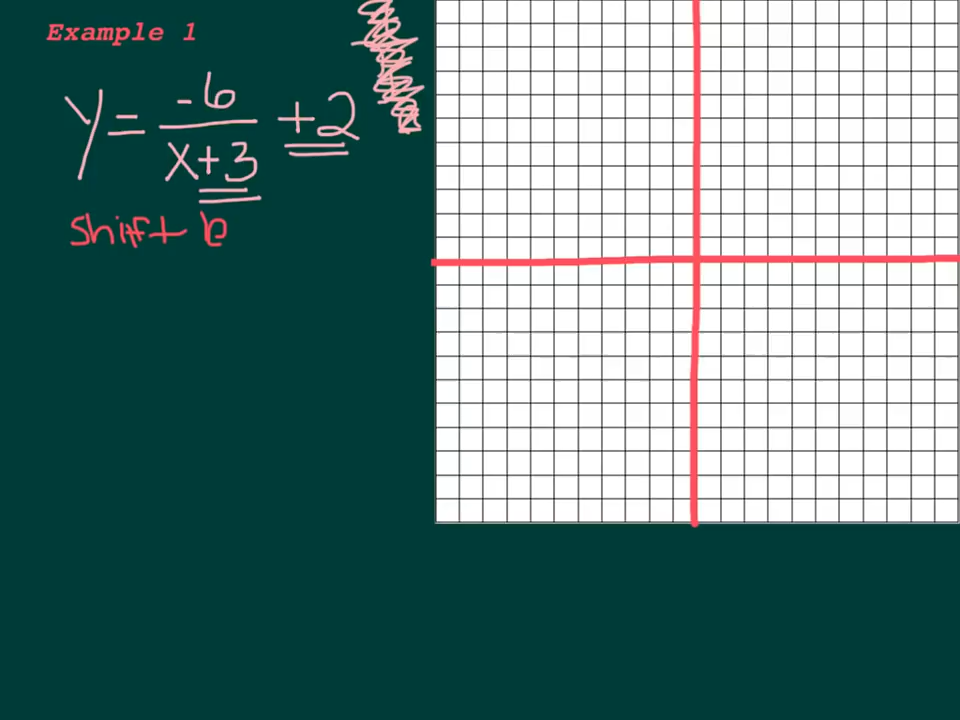 Example 1
y = -6/(x+3) +2
Shift